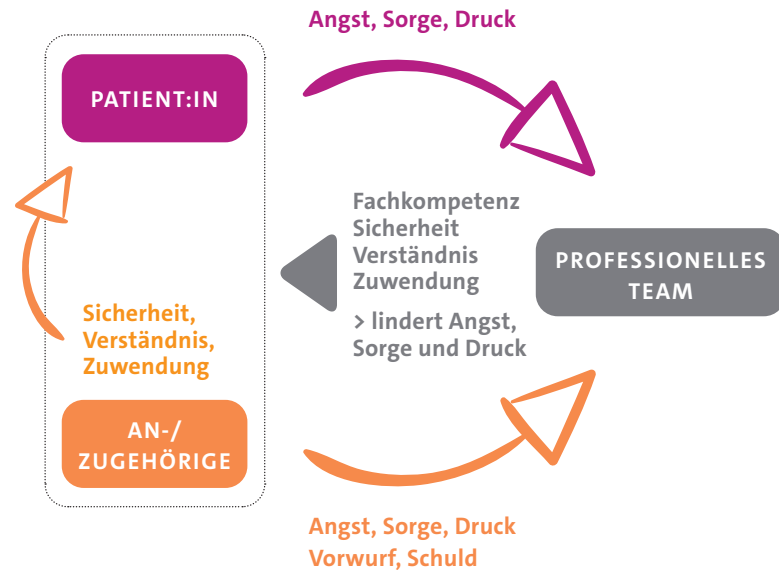 Angst, Sorge, Druck
PATIENT:IN
Fachkompetenz
Sicherheit
Verständnis
Zuwendung
> lindert Angst,
Sorge und Druck
PROFESSIONELLES
TEAM
Sicherheit,
Verständnis,
Zuwendung
AN-/
ZUGEHÖRIGE
Angst, Sorge, Druck
Vorwurf, Schuld